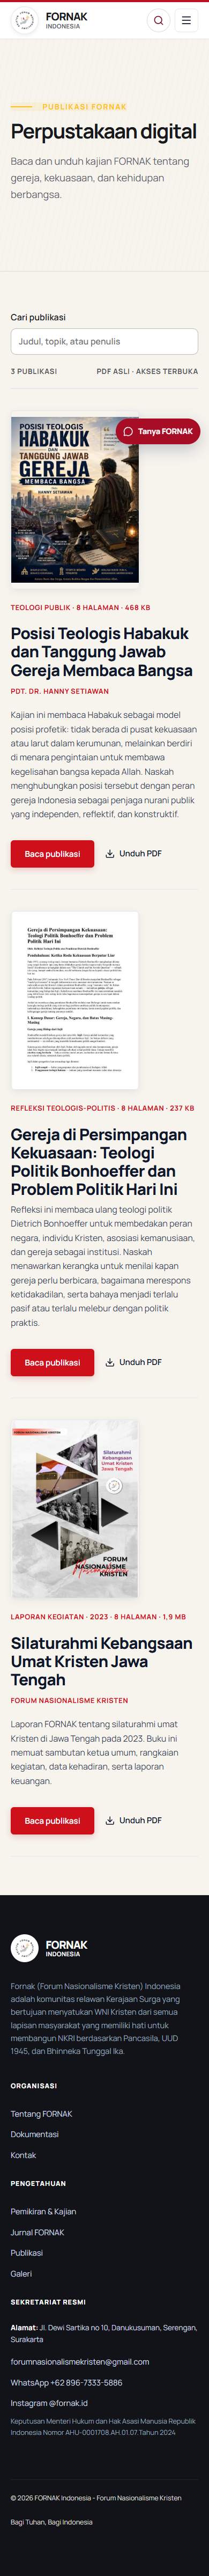 FORNAK
INDONESIA
PUBLIKASI FORNAK
Perpustakaan digital
Baca dan unduh kajian FORNAK tentang
gereja, kekuasaan, dan kehidupan
berbangsa.
Cari publikasi
Judul, topik, atau penulis
3 PUBLIKASI
PDF ASLI · AKSES TERBUKA
Tanya FORNAK
POSISI TEOLOGIS
HABAKUK
DAN
TANGGUNG JAWAB
GEREJA
MEMBACA BANGSA
TEOLOGI PUBLIK · 8 HALAMAN · 468 KB
Posisi Teologis Habakuk
dan Tanggung Jawab
Gereja Membaca Bangsa
PDT. DR. HANNY SETIAWAN
Kajian ini membaca Habakuk sebagai model
posisi profetik: tidak berada di pusat kekuasaan
atau larut dalam kerumunan, melainkan berdiri
di menara pengintaian untuk membawa
kegelisahan bangsa kepada Allah. Naskah
menghubungkan posisi tersebut dengan peran
gereja Indonesia sebagai penjaga nurani publik
yang independen, reflektif, dan konstruktif.
Baca publikasi
Unduh PDF
Gereja di Persimpangan Kekuasaan:
Teologi Politik Bonhoeffer dan Problem
Politik Hari Ini
REFLEKSI TEOLOGIS-POLITIS · 8 HALAMAN · 237 KB
Gereja di Persimpangan
Kekuasaan: Teologi
Politik Bonhoeffer dan
Problem Politik Hari Ini
Refleksi ini membaca ulang teologi politik
Dietrich Bonhoeffer untuk membedakan peran
negara, individu Kristen, asosiasi kemanusiaan,
dan gereja sebagai institusi. Naskah
menawarkan kerangka untuk menilai kapan
gereja perlu berbicara, bagaimana merespons
ketidakadilan, serta bahaya menjadi terlalu
pasif atau terlalu melebur dengan politik
praktis.
Baca publikasi
Unduh PDF
Silaturahmi
Kebangsaan
Umat Kristen
Jawa Tengah
FORUM
NASIONALISME
KRISTEN
LAPORAN KEGIATAN · 2023 · 8 HALAMAN · 1,9 MB
Silaturahmi Kebangsaan
Umat Kristen Jawa
Tengah
FORUM NASIONALISME KRISTEN
Laporan FORNAK tentang silaturahmi umat
Kristen di Jawa Tengah pada 2023. Buku ini
memuat sambutan ketua umum, rangkaian
kegiatan, data kehadiran, serta laporan
keuangan.
Baca publikasi
Unduh PDF
FORNAK
INDONESIA
Fornak (Forum Nasionalisme Kristen) Indonesia
adalah komunitas relawan Kerajaan Surga yang
bertujuan menyatukan WNI Kristen dari semua
lapisan masyarakat yang memiliki hati untuk
membangun NKRI berdasarkan Pancasila, UUD
1945, dan Bhinneka Tunggal Ika.
ORGANISASI
Tentang FORNAK
Dokumentasi
Kontak
PENGETAHUAN
Pemikiran & Kajian
Jurnal FORNAK
Publikasi
Galeri
SEKRETARIAT RESMI
Alamat: Jl. Dewi Sartika no 10, Danukusuman, Serengan,
Surakarta
forumnasionalismekristen@gmail.com
WhatsApp +62 896-7333-5886
Instagram @fornak.id
Keputusan Menteri Hukum dan Hak Asasi Manusia Republik
Indonesia Nomor AHU-0001708.AH.01.07.Tahun 2024
© 2026 FORNAK Indonesia - Forum Nasionalisme Kristen
Bagi Tuhan, Bagi Indonesia